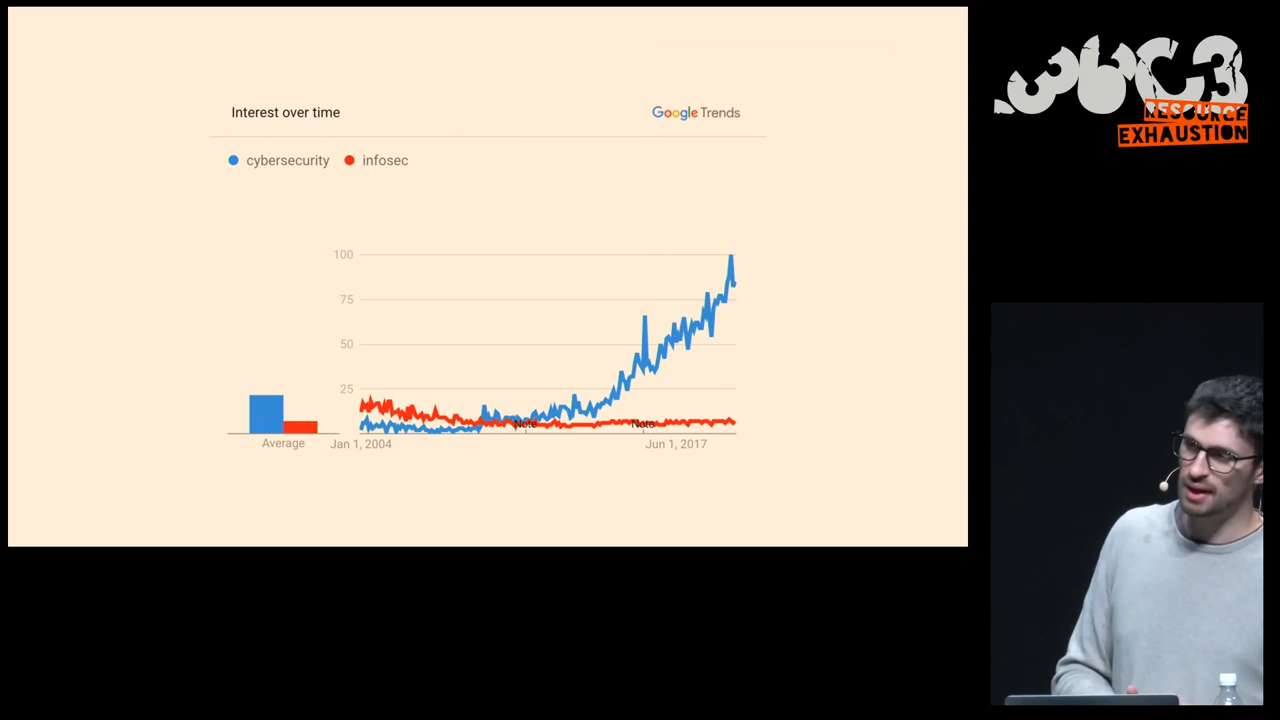 Interest over time
Google Trends
cybersecurity
infosec
100
75
50
25
Note
Note
Average
Jan 1, 2004
Jun 1, 2017
36C3
RESOURCE
EXHAUSTION